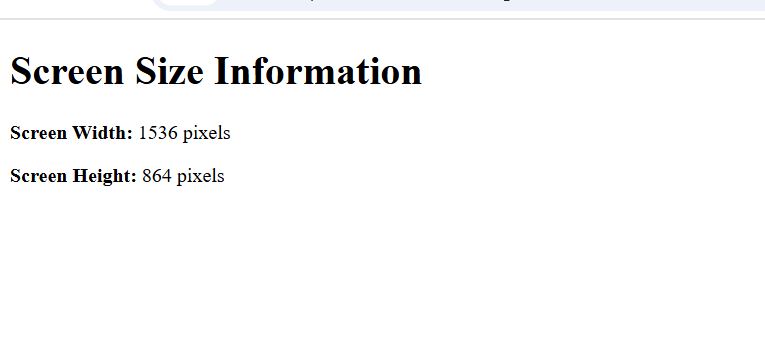 Screen Size Information
Screen Width: 1536 pixels
Screen Height: 864 pixels